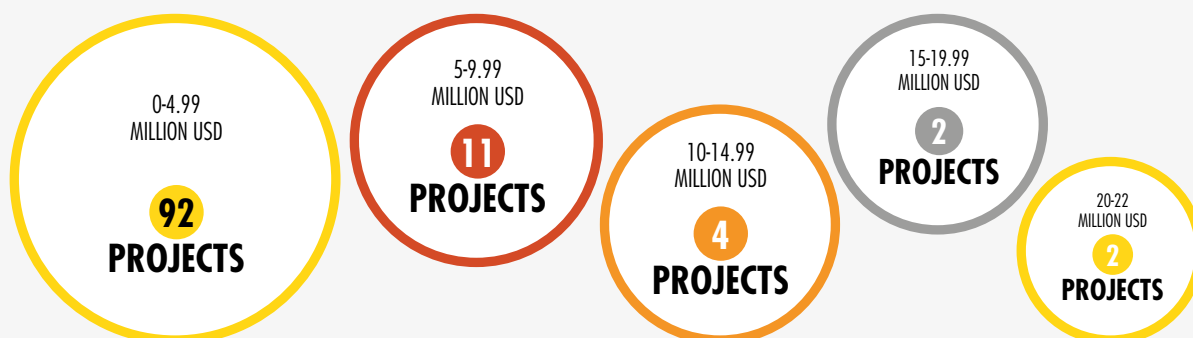 0-4.99
MILLION USD
92
PROJECTS
5-9.99
MILLION USD
11
PROJECTS
10-14.99
MILLION USD
4
PROJECTS
15-19.99
MILLION USD
2
PROJECTS
20-22
MILLION USD
2
PROJECTS